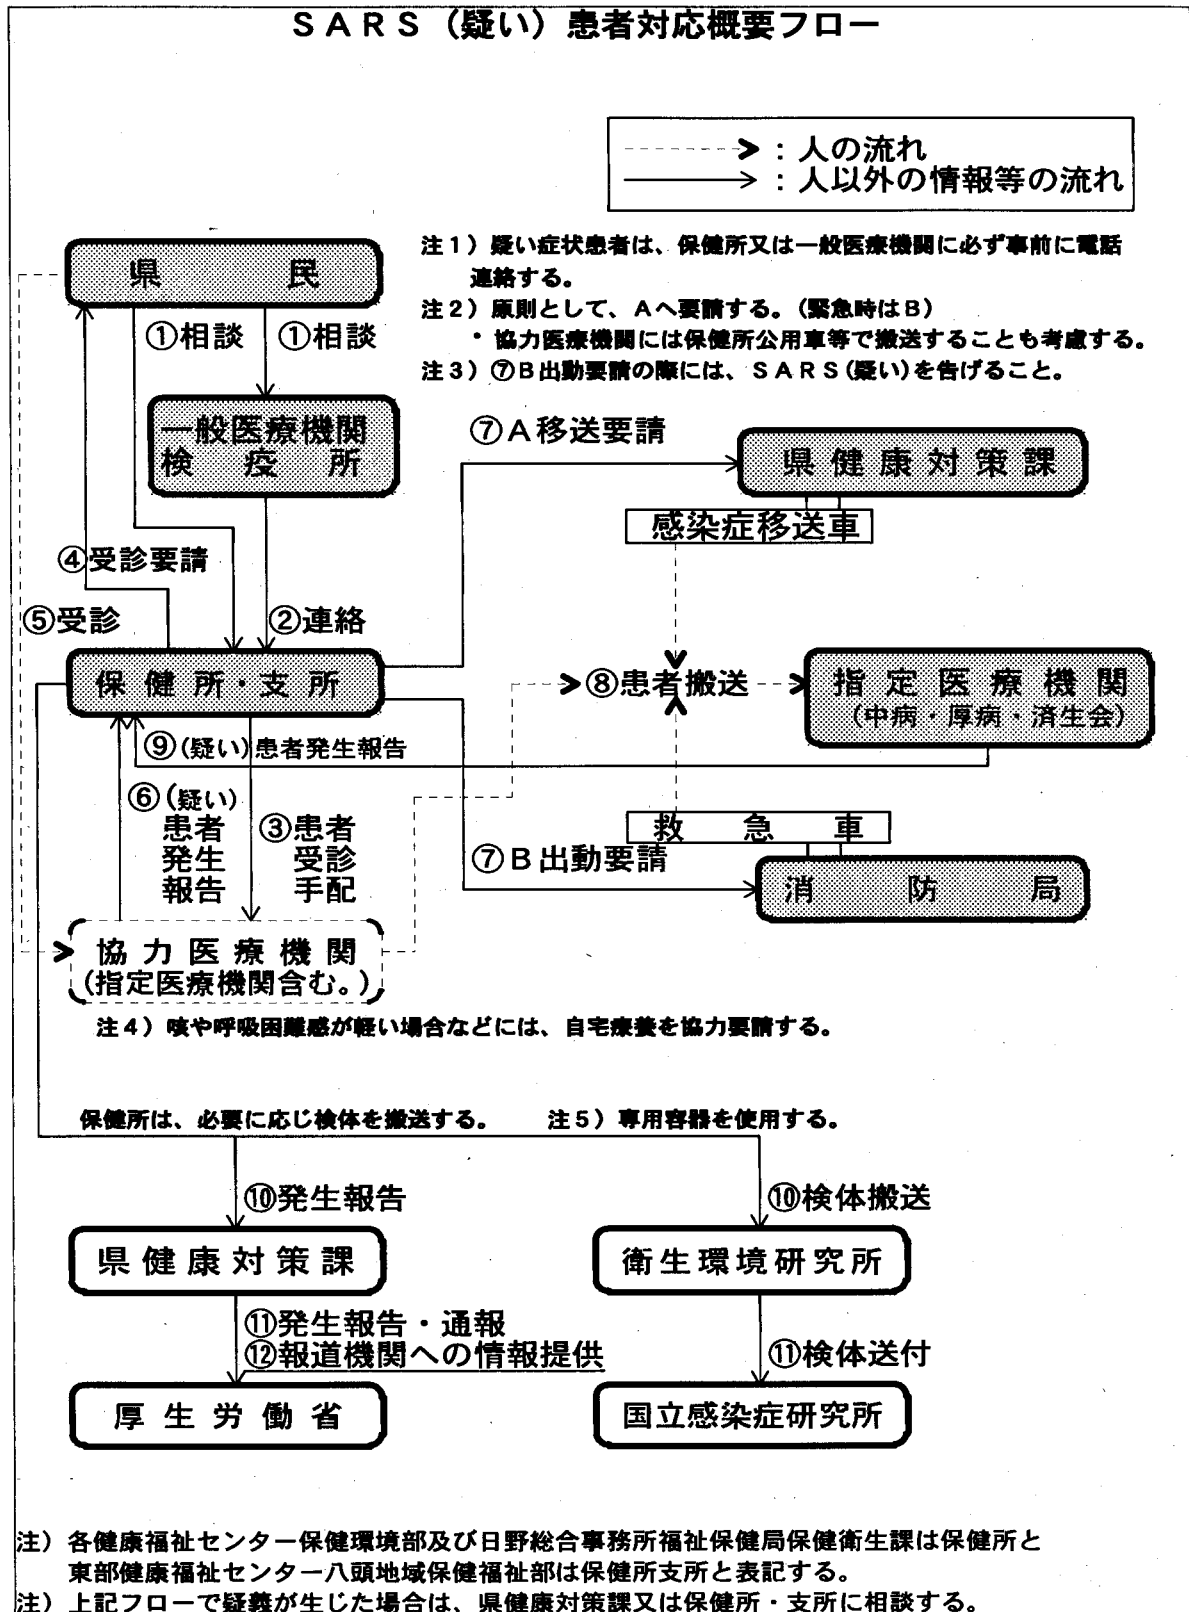 SARS（疑い）患者対応概要フロー
：人の流れ
：人以外の情報等の流れ
注１）疑い症状患者は、保健所又は一般医療機関に必ず事前に電話
連絡する。
注２）原則として、Ａへ要請する。(緊急時はＢ)
・協力医療機関には保健所公用車等で搬送することも考慮する。
注３）⑦Ｂ出動要請の際には、ＳＡＲＳ(疑い)を告げること。
県民
①相談
①相談
一般医療機関
検疫所
⑦Ａ移送要請
県健康対策課
感染症移送車
④受診要請
⑤受診
②連絡
保健所・支所
⑧患者搬送
指定医療機関
(中病・厚病・済生会)
⑨(疑い)患者発生報告
⑥(疑い)
患者
発生
報告
③患者
受診
手配
救急車
⑦Ｂ出動要請
消防局
協力医療機関
(指定医療機関含む。)
注４）咳や呼吸困難感が軽い場合などには、自宅療養を協力要請する。
保健所は、必要に応じ検体を搬送する。　注５）専用容器を使用する。
⑩発生報告
⑩検体搬送
県健康対策課
衛生環境研究所
⑪発生報告・通報
⑫報道機関への情報提供
⑪検体送付
厚生労働省
国立感染症研究所
注）各健康福祉センター保健環境部及び日野総合事務所福祉保健局保健衛生課は保健所と
東部健康福祉センター八頭地域保健福祉部は保健所支所と表記する。
注）上記フローで疑義が生じた場合は、県健康対策課又は保健所・支所に相談する。